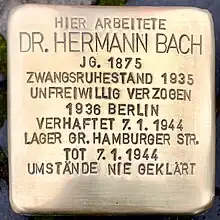 HIER ARBEITETE
DR. HERMANN BACH
JG. 1875
ZWANGSRUHESTAND 1935
UNFREIWILLIG VERZOGEN
1936 BERLIN
VERHAFTET 7.1.1944
LAGER GR. HAMBURGER STR.
TOT 7.1.1944
UMSTÄNDE NIE GEKLÄRT